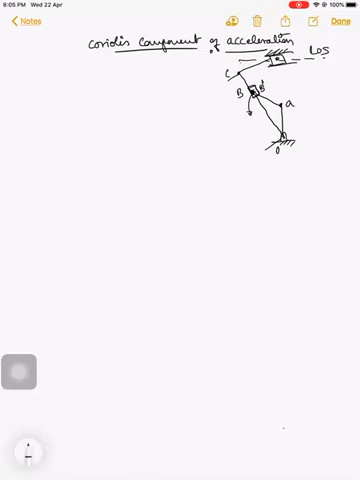 8:05 PM Wed 22 Apr
100%
Notes
Done
coriolis component of acceleration
LOS
C
B B'
A
O